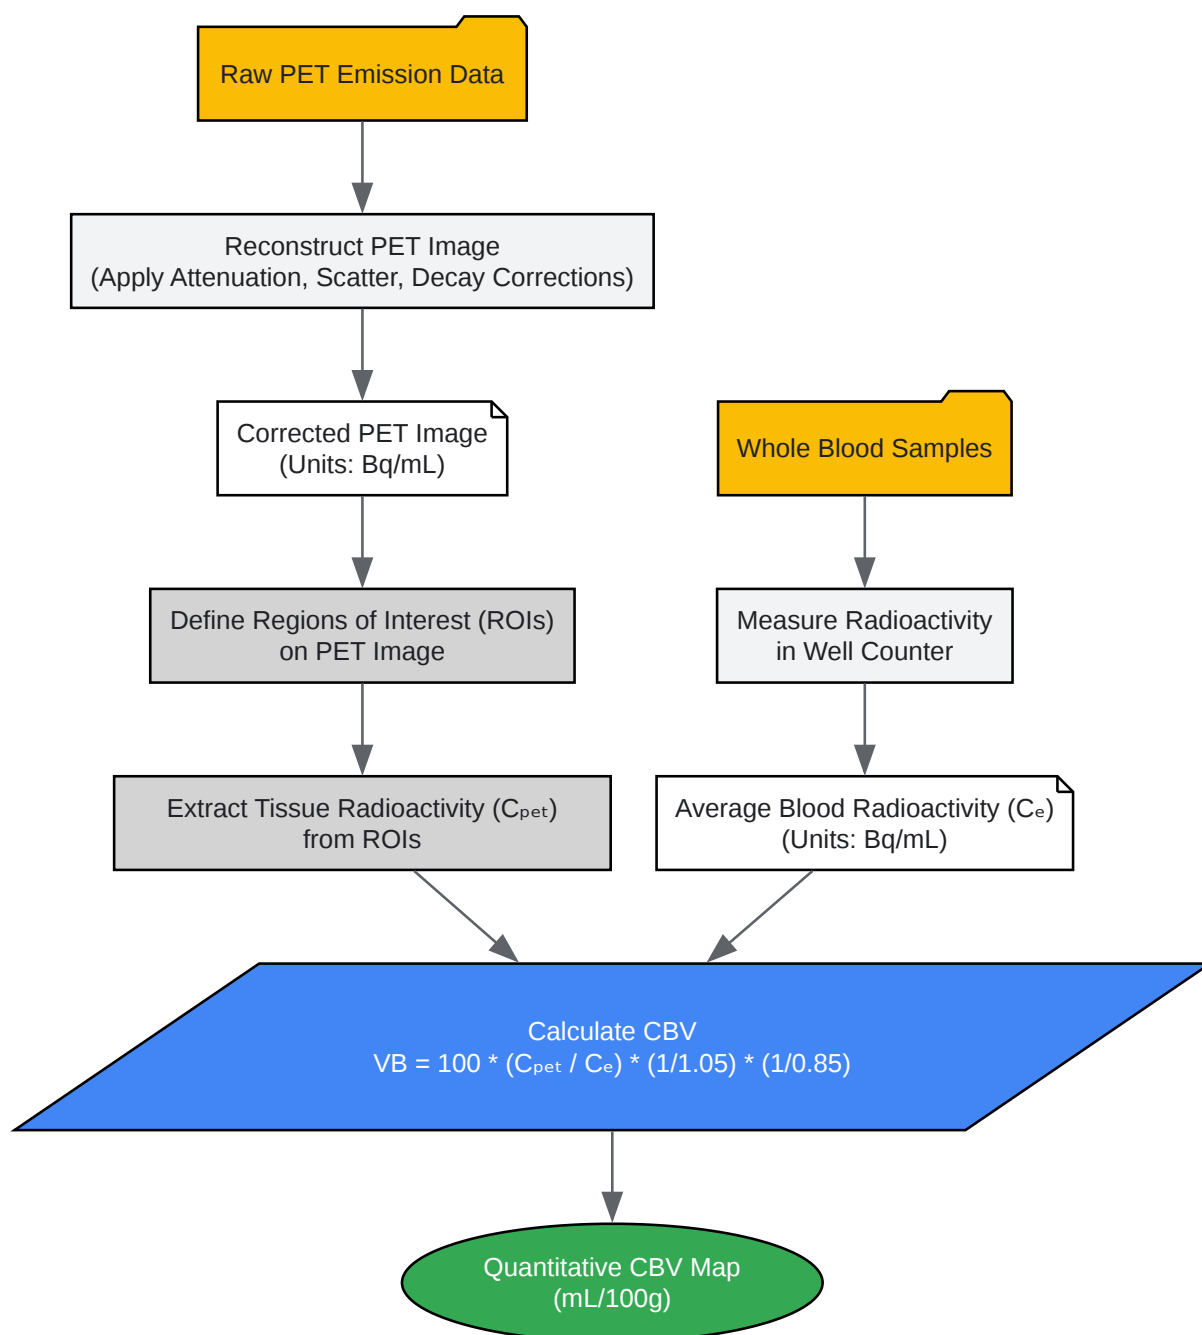 Raw PET Emission Data
Reconstruct PET Image
(Apply Attenuation, Scatter, Decay Corrections)
Corrected PET Image
(Units: Bq/mL)
Whole Blood Samples
Define Regions of Interest (ROIs)
on PET Image
Measure Radioactivity
in Well Counter
Extract Tissue Radioactivity (Cₚₑₜ)
from ROIs
Average Blood Radioactivity (Cₑ)
(Units: Bq/mL)
Calculate CBV
VB = 100 * (Cₚₑₜ / Cₑ) * (1/1.05) * (1/0.85)
Quantitative CBV Map
(mL/100g)